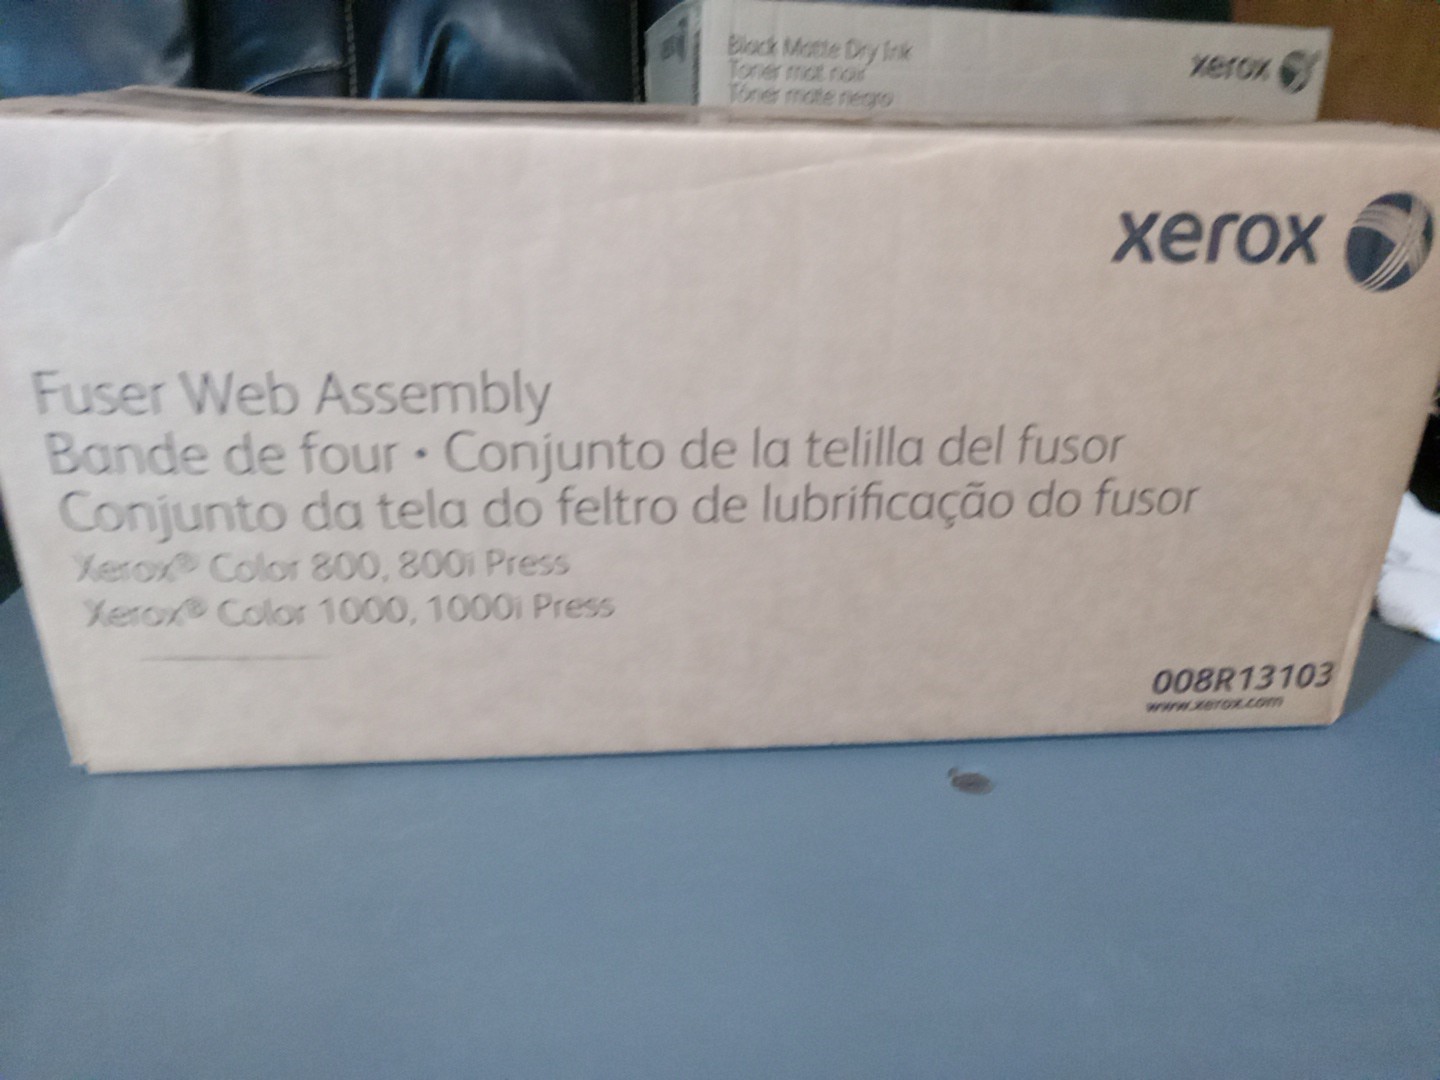 Black Matte Dry Ink
Toner mat noir
Tóner mate negro
xerox
xerox
Fuser Web Assembly
Bande de four • Conjunto de la telilla del fusor
Conjunto da tela do feltro de lubrificação do fusor
Xerox® Color 800, 800i Press
Xerox® Color 1000, 1000i Press
008R13103
www.xerox.com